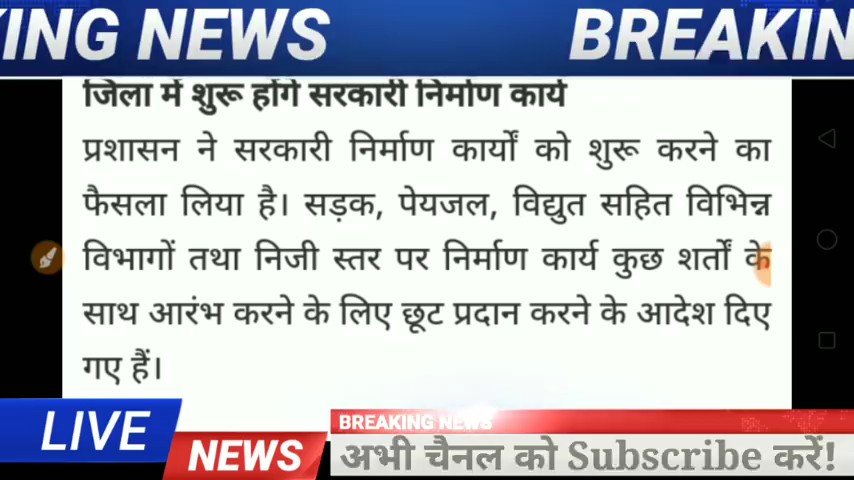 KING NEWS BREAKIN
जिला में शुरू होंगे सरकारी निर्माण कार्य
प्रशासन ने सरकारी निर्माण कार्यों को शुरू करने का
फैसला लिया है। सड़क, पेयजल, विद्युत सहित विभिन्न
विभागों तथा निजी स्तर पर निर्माण कार्य कुछ शर्तों के
साथ आरंभ करने के लिए छूट प्रदान करने के आदेश दिए
गए हैं।
LIVE
NEWS
BREAKING NEWS
अभी चैनल को Subscribe करें!